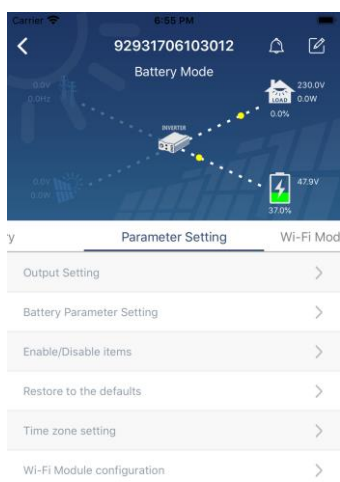 Carrier 6:55 PM
92931706103012
Battery Mode
0.0V
0.0Hz
230.0V
0.0W
LOAD
0.0%
INVERTER
0.0V
0.0W
47.9V
37.0%
y Parameter Setting Wi-Fi Mod
Output Setting
Battery Parameter Setting
Enable/Disable items
Restore to the defaults
Time zone setting
Wi-Fi Module configuration